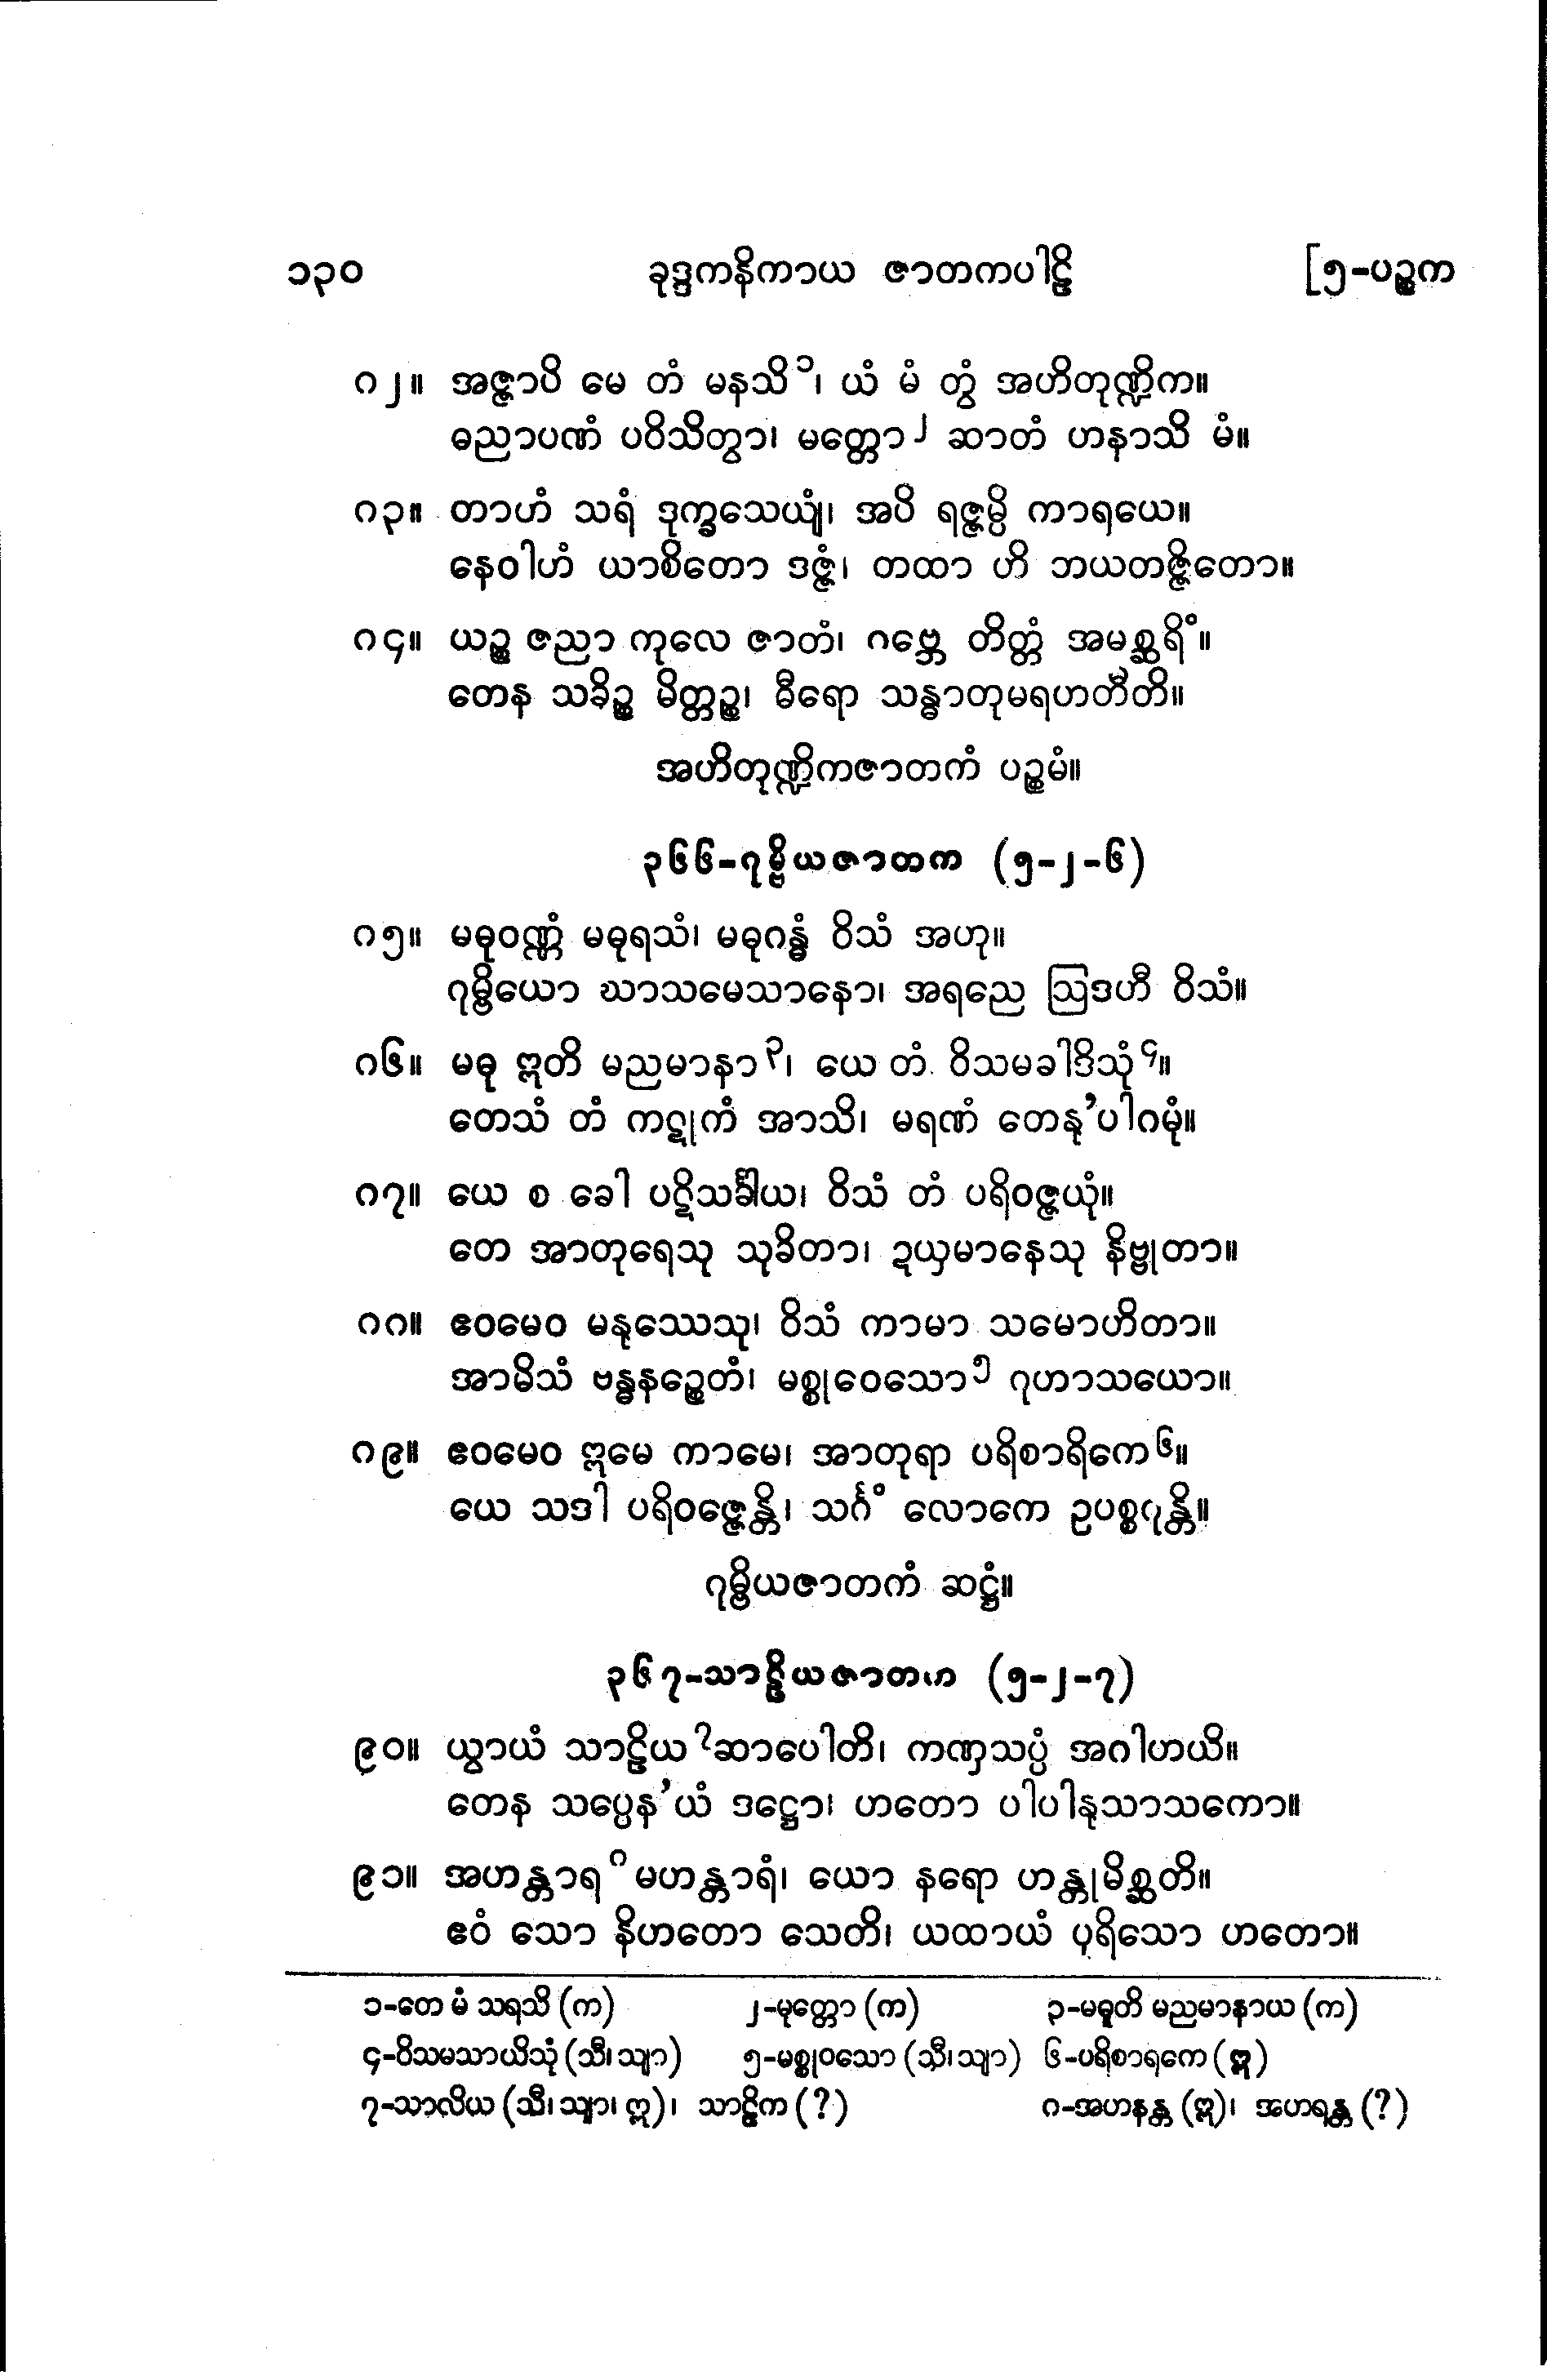 ၁၃၀ ခုဒ္ဒကနိကာယ ဇာတကပါဠိ [၅-ပဉ္စက
၈၂။ အဇ္ဇာပိ မေ တံ မနသိ^၁၊ ယံ မံ တွံ အဟိတုဏ္ဍိက။
ဓညာပဏံ ပဝိသိတွာ၊ မတ္တော^၂ ဆာတံ ဟနာသိ မံ။
၈၃။ တာဟံ သရံ ဒုက္ခသေယျံ၊ အပိ ရဇ္ဇမ္ပိ ကာရယေ။
နေဝါဟံ ယာစိတော ဒဇ္ဇံ၊ တထာ ဟိ ဘယတဇ္ဇိတော။
၈၄။ ယဉ္စ ဇညာ ကုလေ ဇာတံ၊ ဂဗ္ဘေ တိတ္တံ အမစ္ဆရိံ။
တေန သခိဉ္စ မိတ္တဉ္စ၊ ဓီရော သန္ဓာတုမရဟတီတိ။
အဟိတုဏ္ဍိကဇာတကံ ပဉ္စမံ။
၃၆၆-ဂုမ္ဗိယဇာတက (၅-၂-၆)
၈၅။ မဓုဝဏ္ဏံ မဓုရသံ၊ မဓုဂန္ဓံ ဝိသံ အဟု။
ဂုမ္ဗိယော ဃာသမေသာနော၊ အရညေ ဩဒဟီ ဝိသံ။
၈၆။ မဓု ဣတိ မညမာနာ^၃၊ ယေ တံ ဝိသမခါဒိသုံ^၄။
တေသံ တံ ကဋုကံ အာသိ၊ မရဏံ တေနု’ပါဂမုံ။
၈၇။ ယေ စ ခေါ ပဋိသင်္ခါယ၊ ဝိသံ တံ ပရိဝဇ္ဇယုံ။
တေ အာတုရေသု သုခိတာ၊ ဍယှမာနေသု နိဗ္ဗုတာ။
၈၈။ ဧဝမေဝ မနုဿေသု၊ ဝိသံ ကာမာ သမောဟိတာ။
အာမိသံ ဗန္ဓနဉ္စေတံ၊ မစ္စုဝေသော^၅ ဂုဟာသယော။
၈၉။ ဧဝမေဝ ဣမေ ကာမေ၊ အာတုရာ ပရိစာရိကေ^၆။
ယေ သဒါ ပရိဝဇ္ဇေန္တိ၊ သင်္ဂံ လောကေ ဥပစ္စဂုန္တိ။
ဂုမ္ဗိယဇာတကံ ဆဋ္ဌံ။
၃၆၇-သာဠိယဇာတက (၅-၂-၇)
၉၀။ ယွာယံ သာဠိယ^၇ဆာပေါတိ၊ ကဏှသပ္ပံ အဂါဟယိ။
တေန သပ္ပေန’ယံ ဒဋ္ဌော၊ ဟတော ပါပါနုသာသကော။
၉၁။ အဟန္တာရ^၈မဟန္တာရံ၊ ယော နရော ဟန္တုမိစ္ဆတိ။
ဧဝံ သော နိဟတော သေတိ၊ ယထာယံ ပုရိသော ဟတော။
၁-တေ မံ သရသိ (က) ၂-မုတ္တော (က) ၃-မဓူတိ မညမာနာယ (က)
၄-ဝိသမသာယိသုံ (သီ၊သျာ) ၅-မစ္စုဝသော (သီ၊သျာ) ၆-ပရိစာရကေ (ဣ)
၇-သာလိယ (သီ၊သျာ၊ ဣ)၊ သာဠိက (?) ၈-အဟနန္တ (ဣ)၊ အဟရန္တ (?)